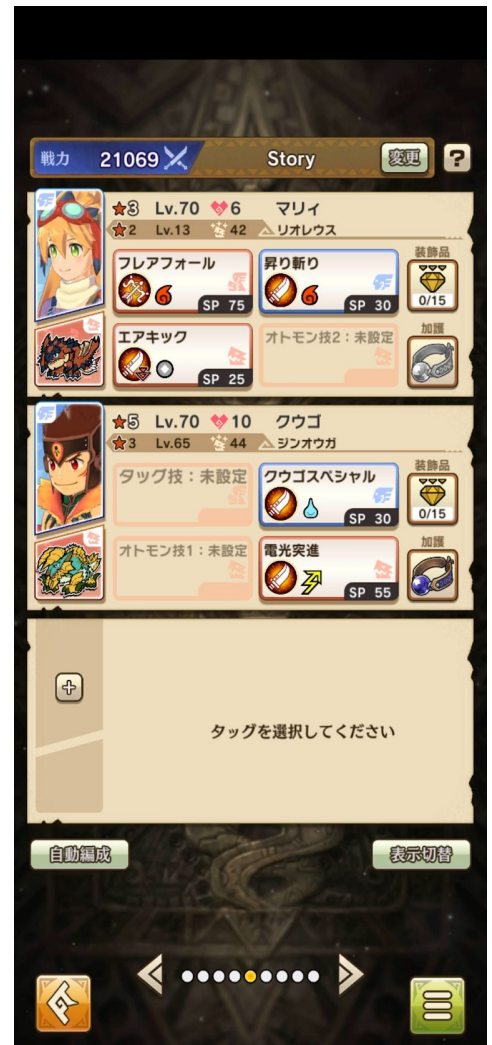 戦力 21069 Story 変更 ?
★3 Lv.70 6 マリィ
★2 Lv.13 42 リオレウス
フレアフォール
SP 75
昇り斬り
SP 30
装飾品
0/15
エアキック
SP 25
オトモン技2:未設定
加護
★5 Lv.70 10 クウゴ
★3 Lv.65 44 ジンオウガ
タッグ技:未設定
クウゴスペシャル
SP 30
装飾品
0/15
オトモン技1:未設定
電光突進
SP 55
加護
タッグを選択してください
自動編成 表示切替